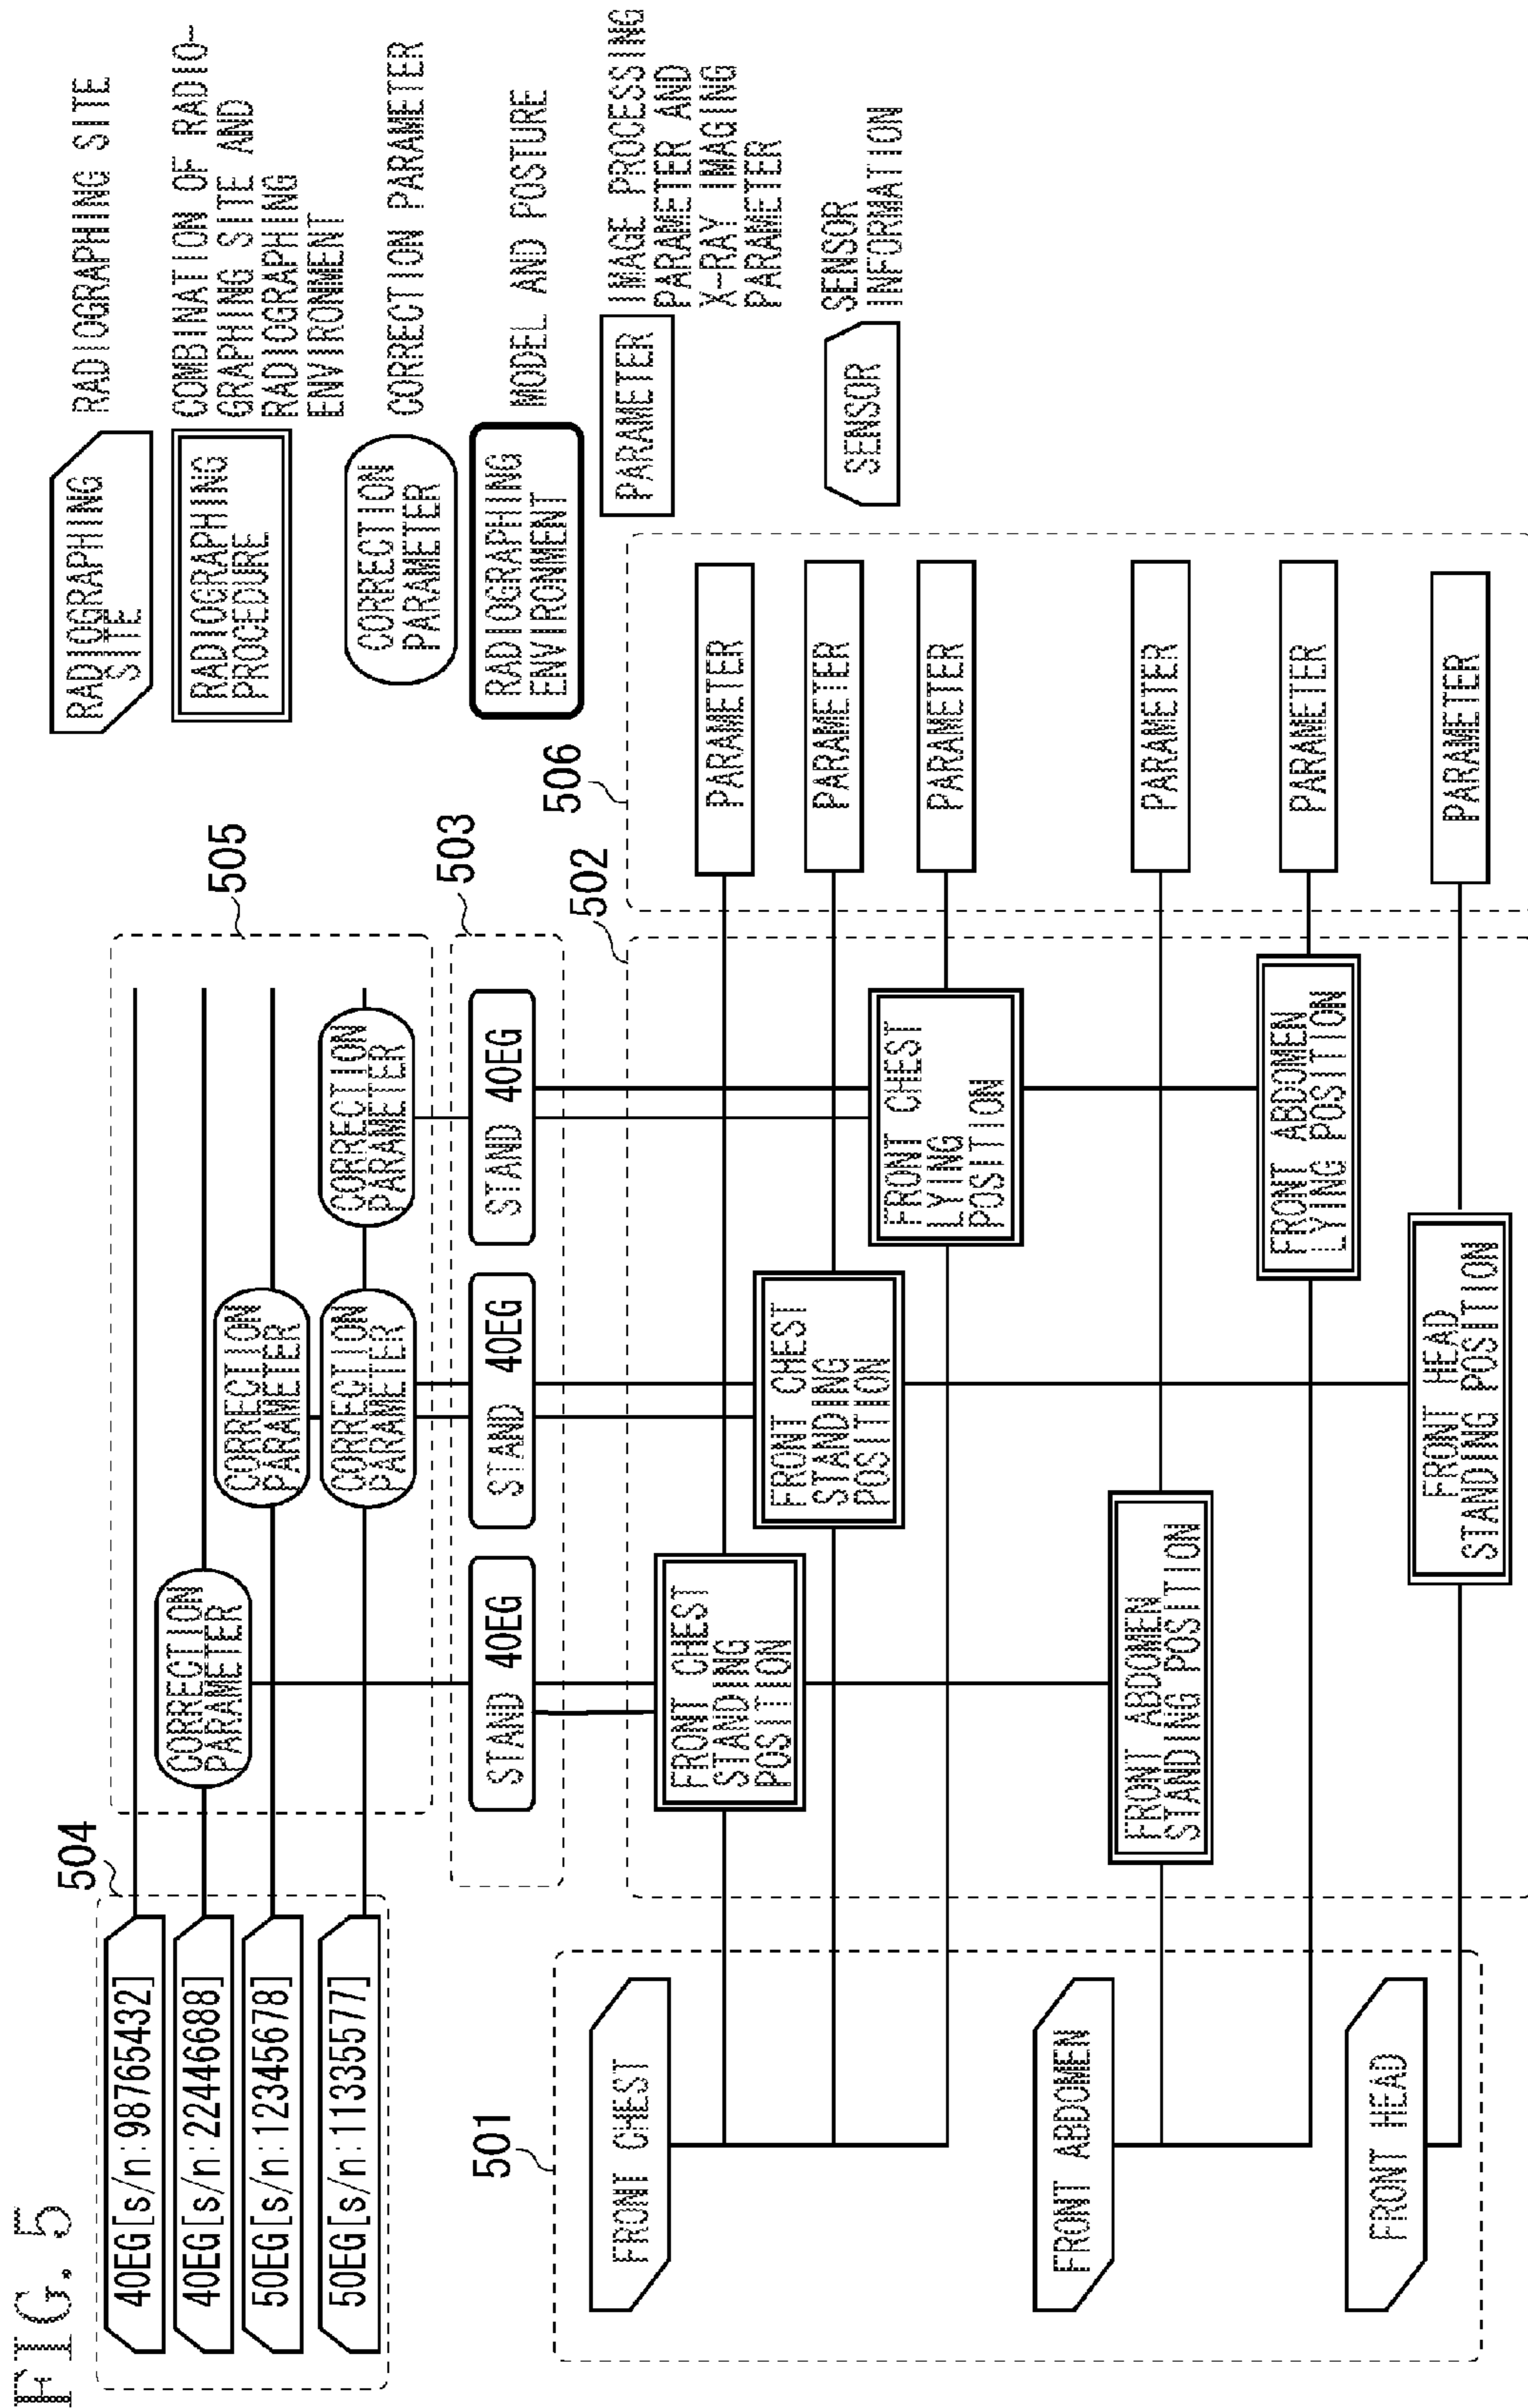 FIG. 5
504
40EG[s/n:98765432]
40EG[s/n:22446688]
50EG[s/n:12345678]
50EG[s/n:11335577]
505
CORRECTION
PARAMETER
CORRECTION
PARAMETER
CORRECTION
PARAMETER
CORRECTION
PARAMETER
503
STAND 40EG
STAND 40EG
STAND 40EG
501
FRONT CHEST
FRONT ABDOMEN
FRONT HEAD
502
FRONT CHEST
STANDING
POSITION
FRONT CHEST
STANDING
POSITION
FRONT CHEST
LYING
POSITION
FRONT ABDOMEN
STANDING POSITION
FRONT ABDOMEN
LYING POSITION
FRONT HEAD
STANDING POSITION
506
PARAMETER
PARAMETER
PARAMETER
PARAMETER
PARAMETER
PARAMETER
RADIOGRAPHING
SITE
RADIOGRAPHING SITE
RADIOGRAPHING
PROCEDURE
COMBINATION OF RADIO-
GRAPHING SITE AND
RADIOGRAPHING
ENVIRONMENT
CORRECTION
PARAMETER
CORRECTION PARAMETER
RADIOGRAPHING
ENVIRONMENT
MODEL AND POSTURE
PARAMETER
IMAGE PROCESSING
PARAMETER AND
X-RAY IMAGING
PARAMETER
SENSOR
SENSOR
INFORMATION